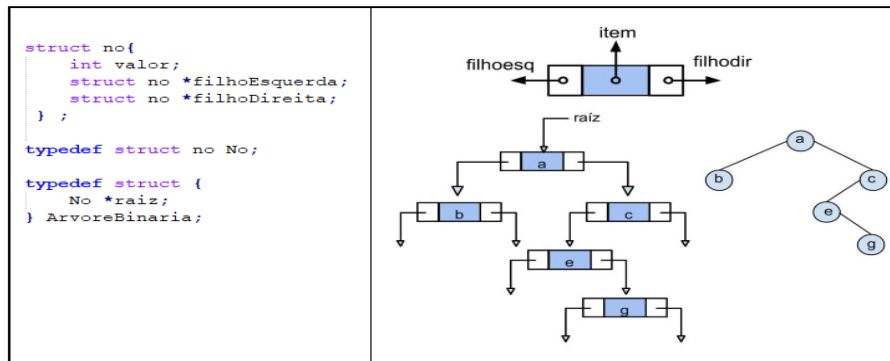 struct no{
int valor;
struct no *filhoEsquerda;
struct no *filhoDireita;
} ;
typedef struct no No;
typedef struct {
No *raiz;
} ArvoreBinaria;
item
filhoesq
filhodir
raíz
a
b
c
e
g
a
b
c
e
g